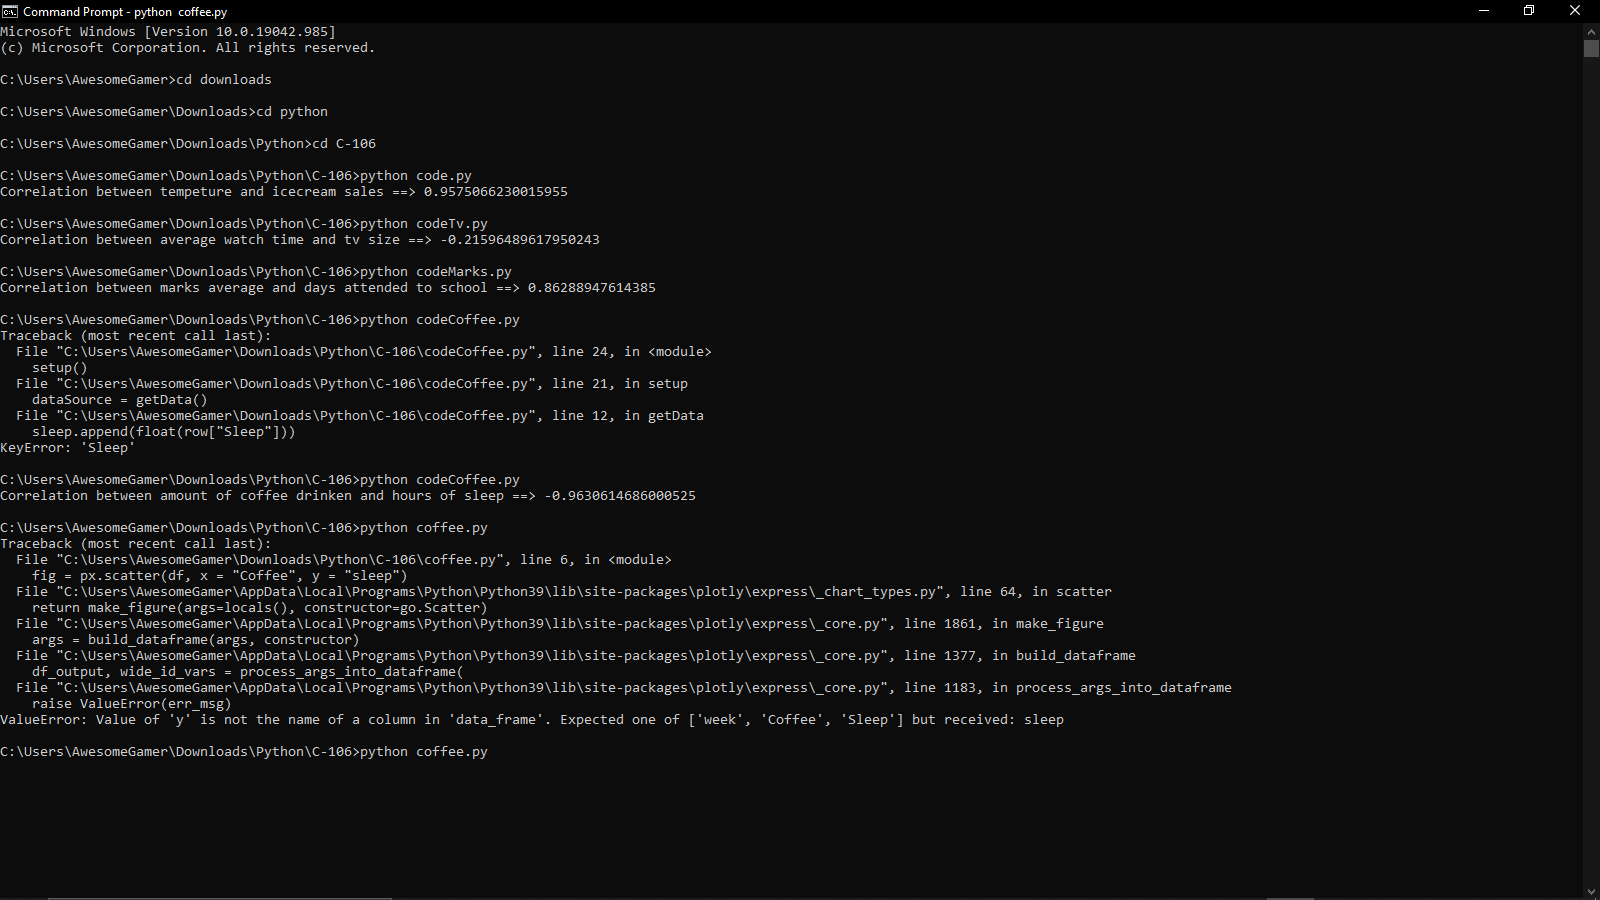 Command Prompt - python  coffee.py
Microsoft Windows [Version 10.0.19042.985]
(c) Microsoft Corporation. All rights reserved.
C:\Users\AwesomeGamer>cd downloads
C:\Users\AwesomeGamer\Downloads>cd python
C:\Users\AwesomeGamer\Downloads\Python>cd C-106
C:\Users\AwesomeGamer\Downloads\Python\C-106>python code.py
Correlation between tempeture and icecream sales ==> 0.9575066230015955
C:\Users\AwesomeGamer\Downloads\Python\C-106>python codeTv.py
Correlation between average watch time and tv size ==> -0.21596489617950243
C:\Users\AwesomeGamer\Downloads\Python\C-106>python codeMarks.py
Correlation between marks average and days attended to school ==> 0.86288947614385
C:\Users\AwesomeGamer\Downloads\Python\C-106>python codeCoffee.py
Traceback (most recent call last):
  File "C:\Users\AwesomeGamer\Downloads\Python\C-106\codeCoffee.py", line 24, in <module>
    setup()
  File "C:\Users\AwesomeGamer\Downloads\Python\C-106\codeCoffee.py", line 21, in setup
    dataSource = getData()
  File "C:\Users\AwesomeGamer\Downloads\Python\C-106\codeCoffee.py", line 12, in getData
    sleep.append(float(row["Sleep"]))
KeyError: 'Sleep'
C:\Users\AwesomeGamer\Downloads\Python\C-106>python codeCoffee.py
Correlation between amount of coffee drinken and hours of sleep ==> -0.9630614686000525
C:\Users\AwesomeGamer\Downloads\Python\C-106>python coffee.py
Traceback (most recent call last):
  File "C:\Users\AwesomeGamer\Downloads\Python\C-106\coffee.py", line 6, in <module>
    fig = px.scatter(df, x = "Coffee", y = "sleep")
  File "C:\Users\AwesomeGamer\AppData\Local\Programs\Python\Python39\lib\site-packages\plotly\express\_chart_types.py", line 64, in scatter
    return make_figure(args=locals(), constructor=go.Scatter)
  File "C:\Users\AwesomeGamer\AppData\Local\Programs\Python\Python39\lib\site-packages\plotly\express\_core.py", line 1861, in make_figure
    args = build_dataframe(args, constructor)
  File "C:\Users\AwesomeGamer\AppData\Local\Programs\Python\Python39\lib\site-packages\plotly\express\_core.py", line 1377, in build_dataframe
    df_output, wide_id_vars = process_args_into_dataframe(
  File "C:\Users\AwesomeGamer\AppData\Local\Programs\Python\Python39\lib\site-packages\plotly\express\_core.py", line 1183, in process_args_into_dataframe
    raise ValueError(err_msg)
ValueError: Value of 'y' is not the name of a column in 'data_frame'. Expected one of ['week', 'Coffee', 'Sleep'] but received: sleep
C:\Users\AwesomeGamer\Downloads\Python\C-106>python coffee.py